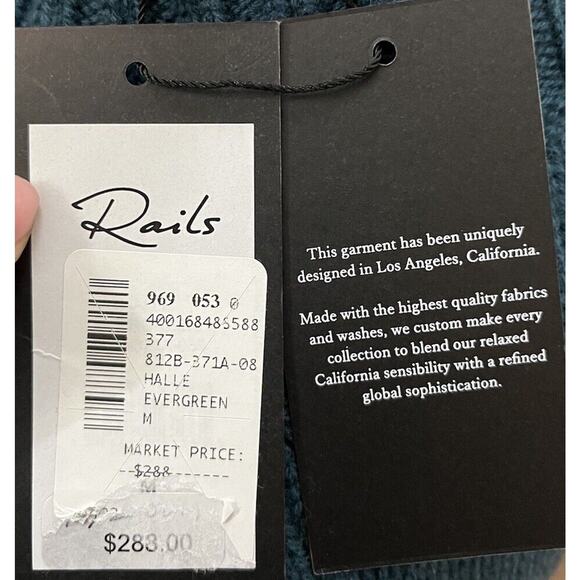 Rails
969 053 0
400168486588
377
812B-371A-08
HALLE
EVERGREEN
M
MARKET PRICE:
$288
M
$283.00
This garment has been uniquely
designed in Los Angeles, California.
Made with the highest quality fabrics
and washes, we custom make every
collection to blend our relaxed
California sensibility with a refined
global sophistication.